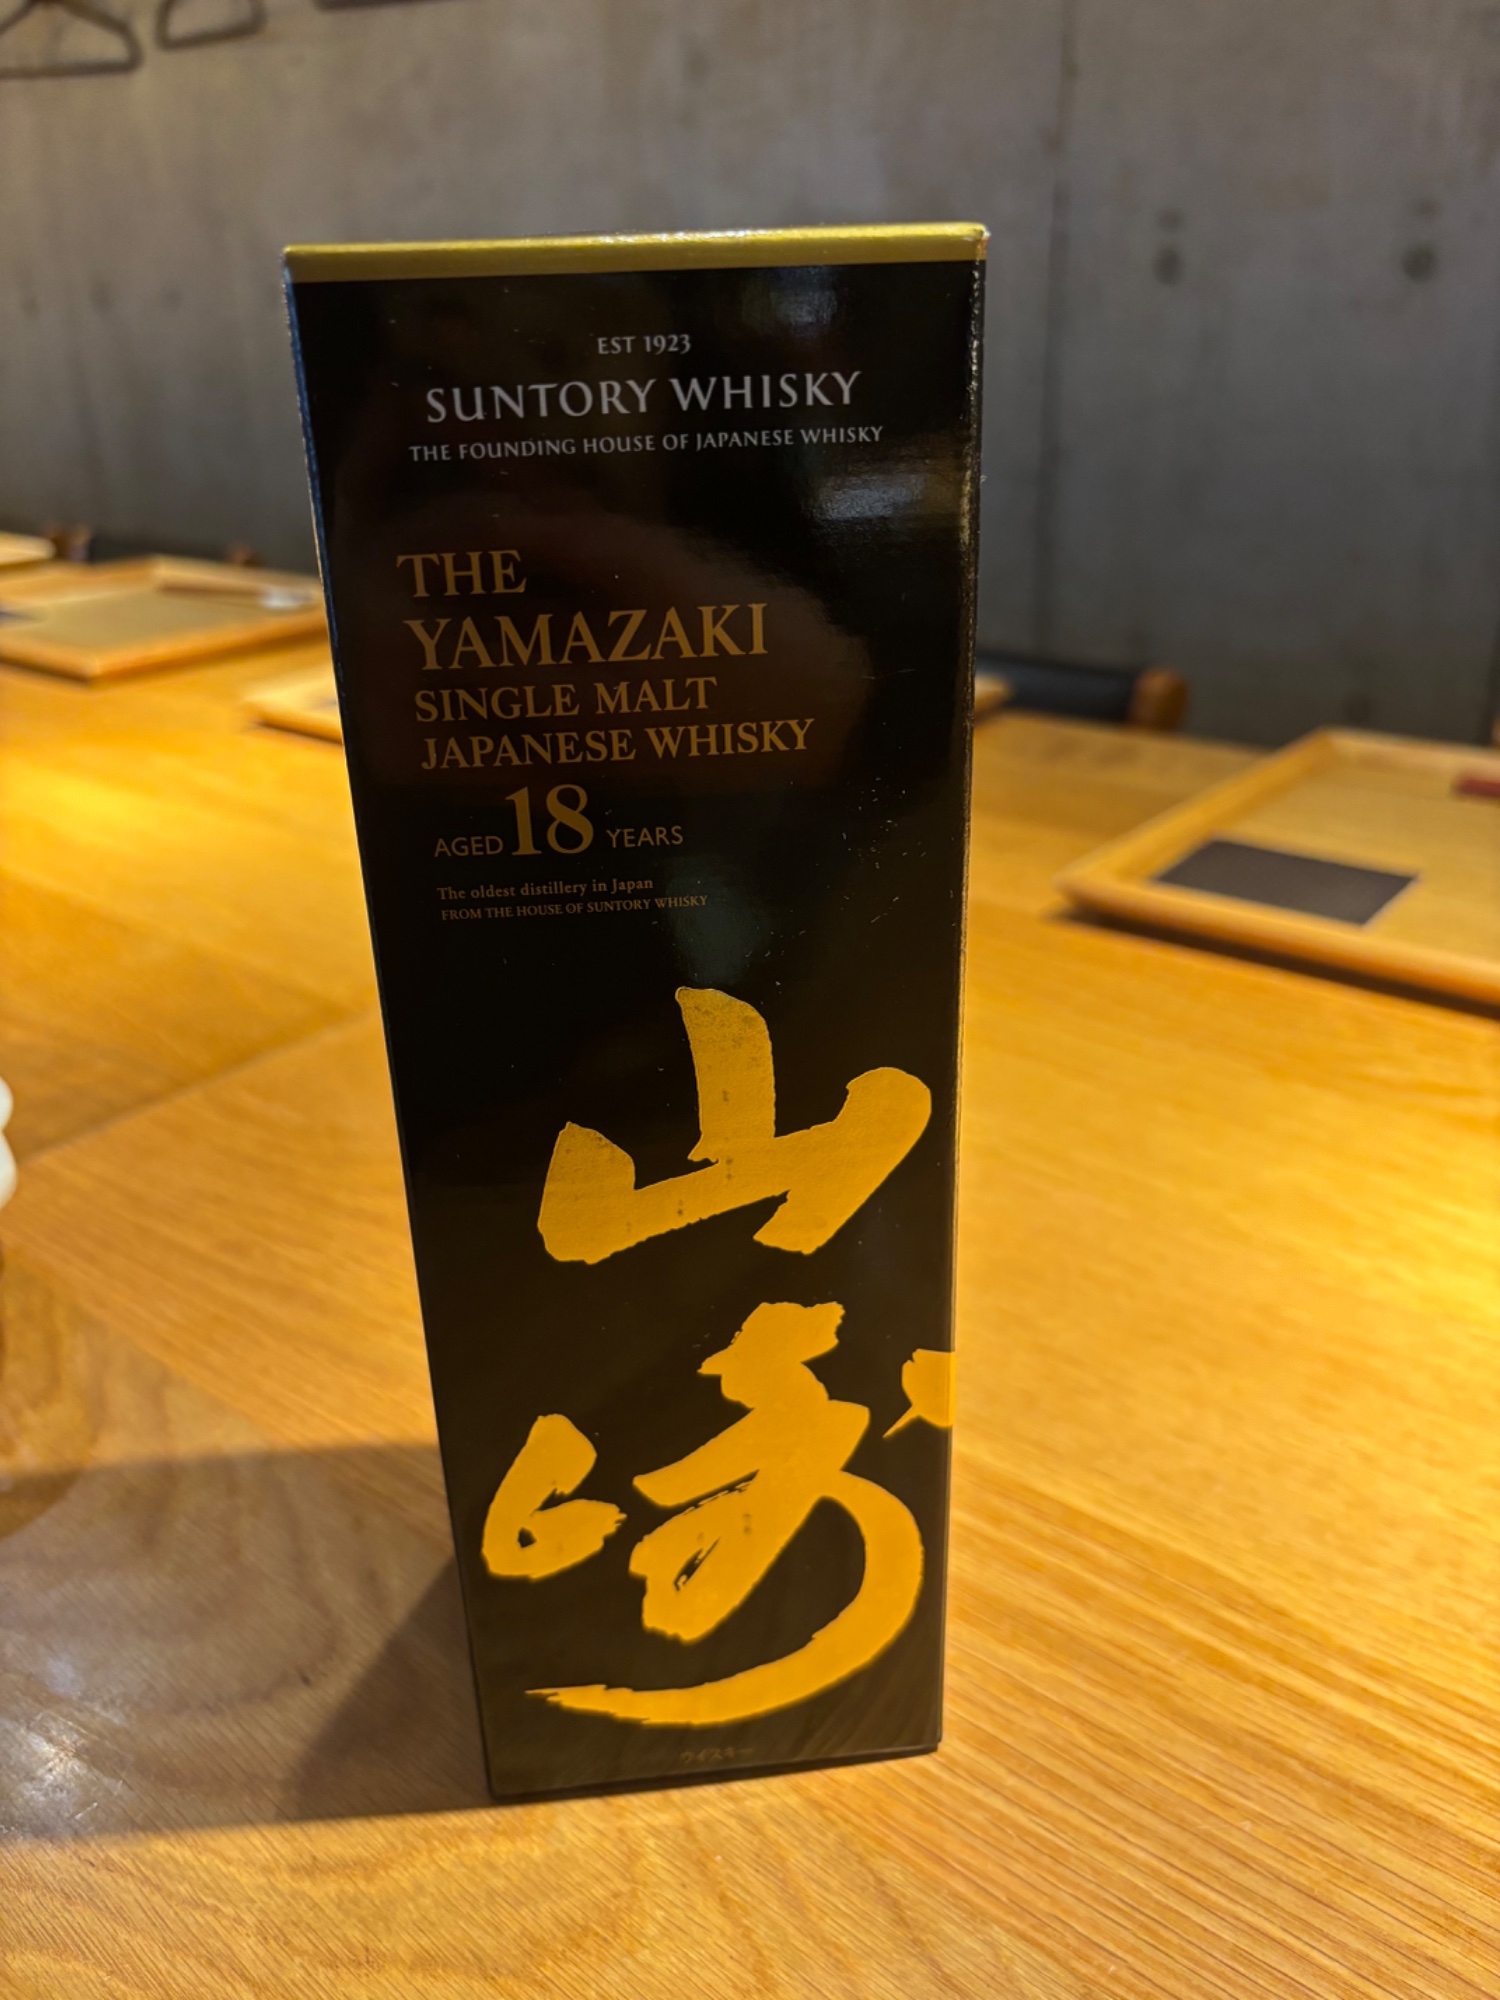 EST 1923
SUNTORY WHISKY
THE FOUNDING HOUSE OF JAPANESE WHISKY
THE
YAMAZAKI
SINGLE MALT
JAPANESE WHISKY
AGED 18 YEARS
The oldest distillery in Japan
FROM THE HOUSE OF SUNTORY WHISKY
山
崎
ウイスキー